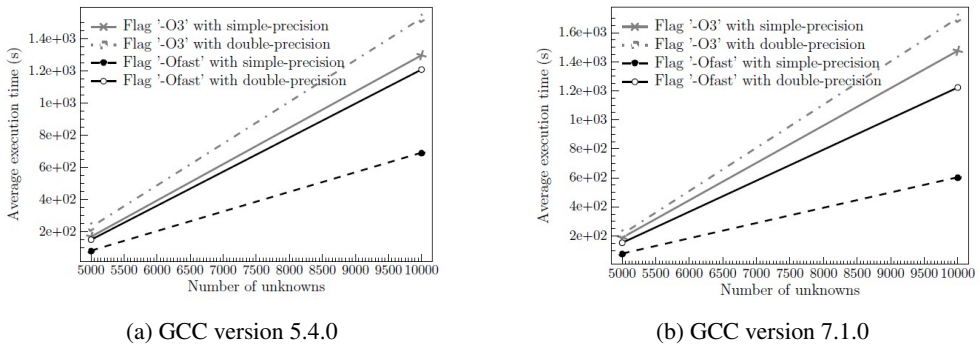 Average execution time (s)
1.4e+03
1.2e+03
1e+03
8e+02
6e+02
4e+02
2e+02
Flag '-O3' with simple-precision
Flag '-O3' with double-precision
Flag '-Ofast' with simple-precision
Flag '-Ofast' with double-precision
5000 5500 6000 6500 7000 7500 8000 8500 9000 9500 10000
Number of unknowns
(a) GCC version 5.4.0
Average execution time (s)
1.6e+03
1.4e+03
1.2e+03
1e+03
8e+02
6e+02
4e+02
2e+02
Flag '-O3' with simple-precision
Flag '-O3' with double-precision
Flag '-Ofast' with simple-precision
Flag '-Ofast' with double-precision
5000 5500 6000 6500 7000 7500 8000 8500 9000 9500 10000
Number of unknowns
(b) GCC version 7.1.0